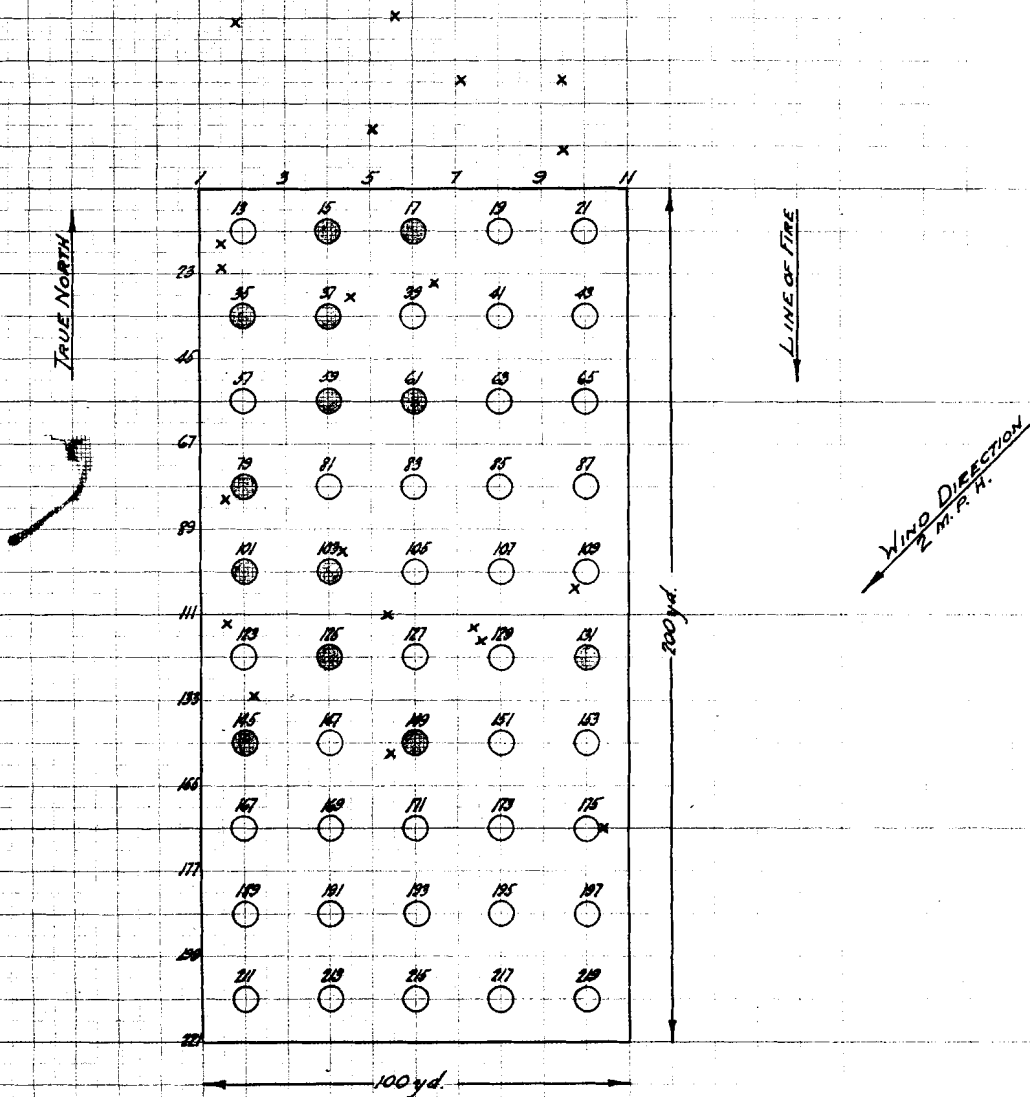 1 3 5 7 9 11
13 15 17 19 21
23
35 37 39 41 43
45
57 59 61 63 65
67
79 81 83 85 87
89
101 103 105 107 109
111
123 125 127 129 131
133
145 147 149 151 153
155
167 169 171 173 175
177
189 191 193 195 197
199
211 213 215 217 219
221
TRUE NORTH
LINE OF FIRE
WIND DIRECTION
2 M.P.H.
200 yd.
100 yd.